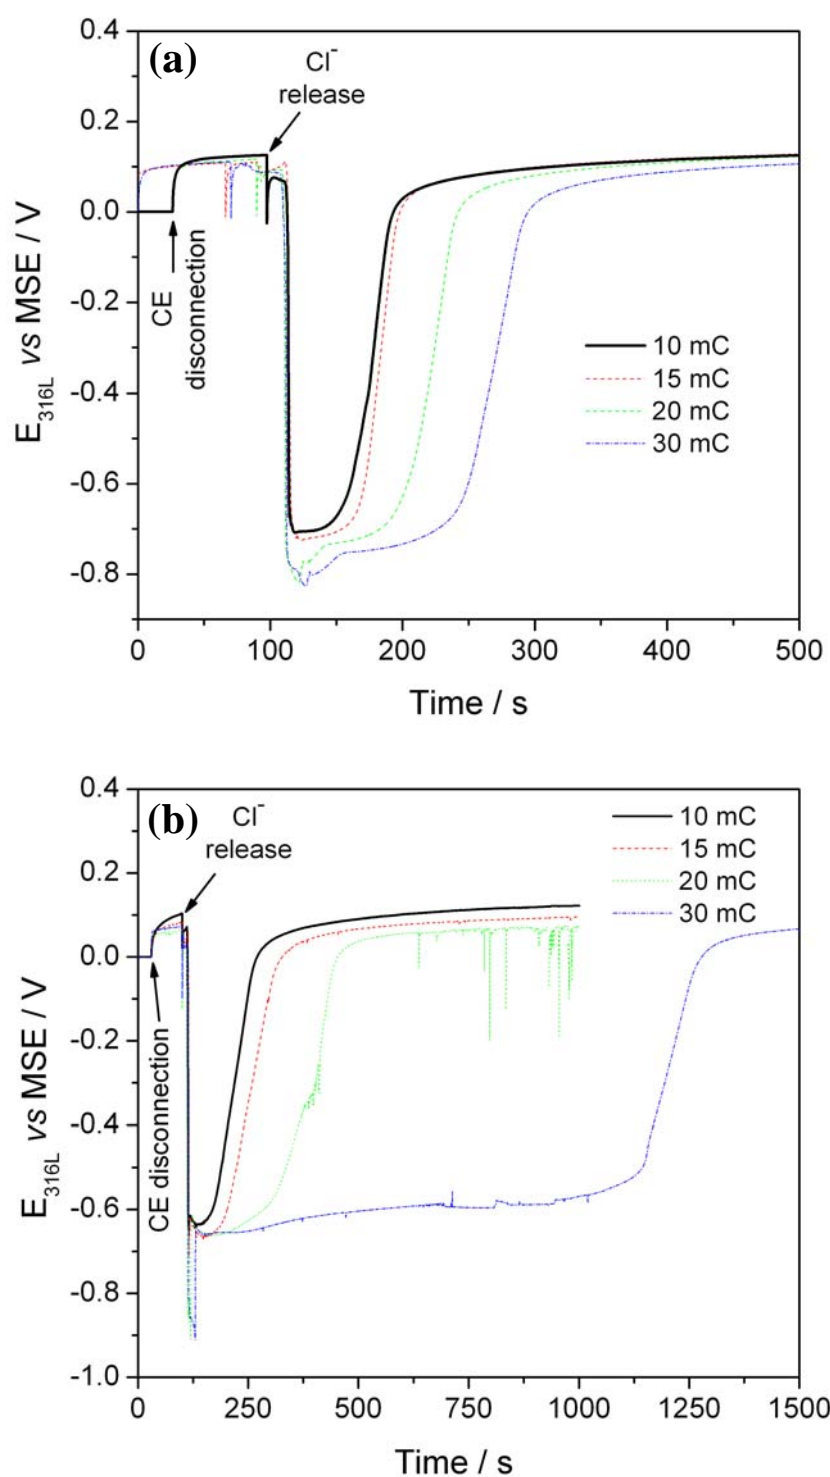 (a)
Cl⁻
release
CE
disconnection
10 mC
15 mC
20 mC
30 mC
0.4
0.2
0.0
-0.2
-0.4
-0.6
-0.8
E316L vs MSE / V
0 100 200 300 400 500
Time / s
(b)
Cl⁻
release
CE disconnection
10 mC
15 mC
20 mC
30 mC
0.4
0.2
0.0
-0.2
-0.4
-0.6
-0.8
-1.0
E316L vs MSE / V
0 250 500 750 1000 1250 1500
Time / s